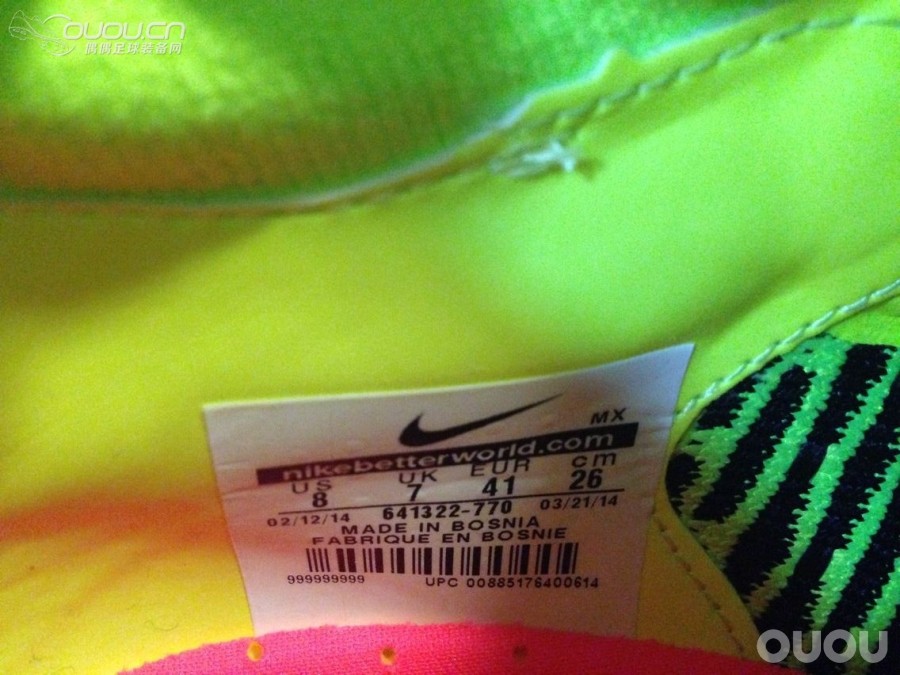 OUOU.CN
偶偶足球装备网
MX
nikebetterworld.com
US UK EUR cm
8 7 41 26
02/12/14 641322-770 03/21/14
MADE IN BOSNIA
FABRIQUE EN BOSNIE
999999999 UPC 00885176400614
OUOU